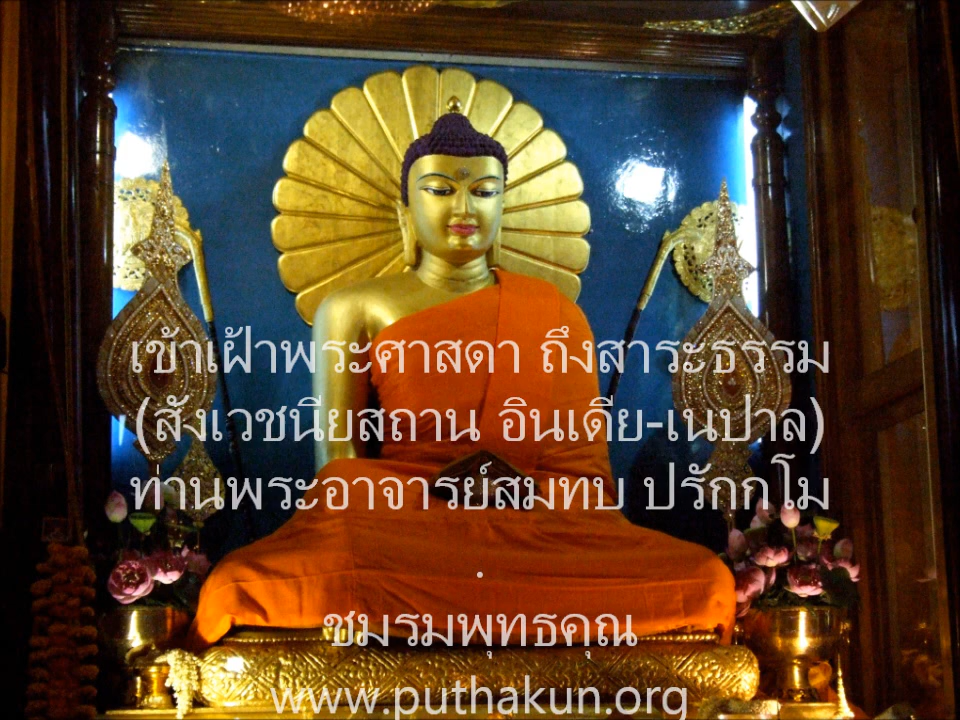 เข้าเฝ้าพระศาสดา ถึงสาระธรรม
(สังเวชนียสถาน อินเดีย-เนปาล)
ท่านพระอาจารย์สมทบ ปรักกโม
.
ชมรมพุทธคุณ
www.puthakun.org